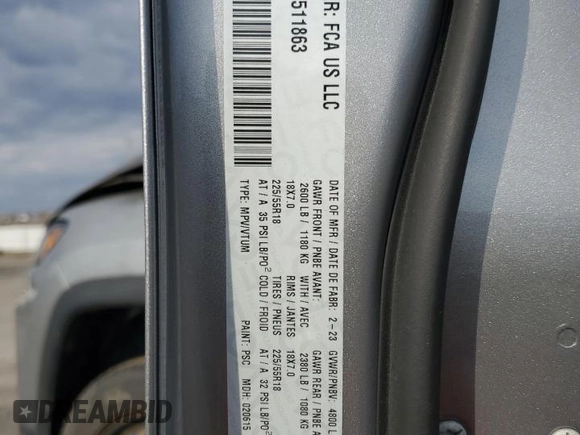 R: FCA US LLC
511863
DATE OF MFR / DATE DE FABR: 2-23 GVWR/PNBV: 4800 L
GAWR FRONT / PNBE AVANT: GAWR REAR / PNBE A
2600 LB / 1180 KG WITH / AVEC 2380 LB / 1080 KG
18X7.0 RIMS / JANTES 18X7.0
225/55R18 TIRES / PNEUS 225/55R18
AT / A 35 PSI LB/PO² COLD / FROID AT / A 32 PSI LB/PO
TYPE: MPV/VTUM PAINT: PSC MDH: 020615
DREAMBID